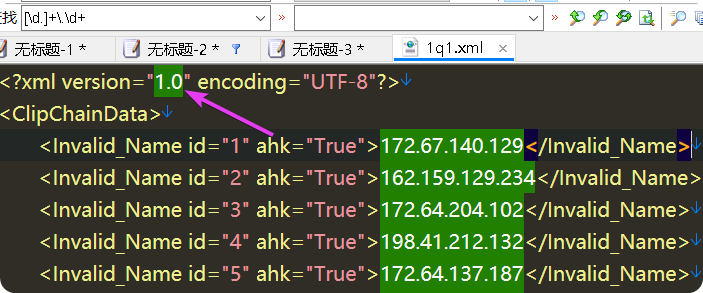 找 [\d.]+\.\d+ » »
无标题-1 * 无标题-2 * 无标题-3 * 1q1.xml ×
<?xml version="1.0" encoding="UTF-8"?>↓
<ClipChainData>↓
<Invalid_Name id="1" ahk="True">172.67.140.129</Invalid_Name>↓
<Invalid_Name id="2" ahk="True">162.159.129.234</Invalid_Name>
<Invalid_Name id="3" ahk="True">172.64.204.102</Invalid_Name>↓
<Invalid_Name id="4" ahk="True">198.41.212.132</Invalid_Name>↓
<Invalid_Name id="5" ahk="True">172.64.137.187</Invalid_Name>↓